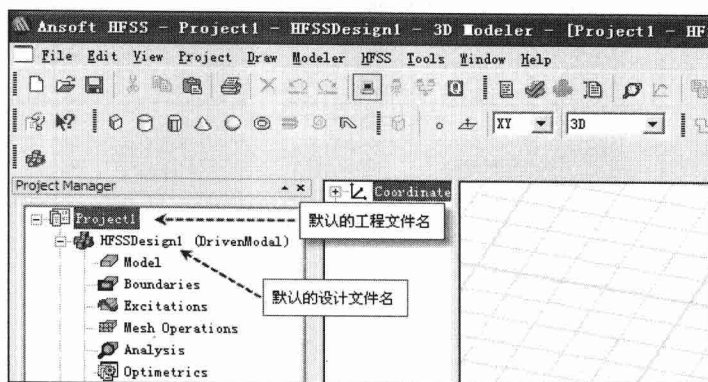 Ansoft HFSS - Project1 - HFSSDesign1 - 3D Modeler - [Project1 - HF
File Edit View Project Draw Modeler HFSS Tools Window Help
XY 3D
Project Manager
Coordinate
Project1
默认的工程文件名
HFSSDesign1 (DrivenModal)
Model
Boundaries
默认的设计文件名
Excitations
Mesh Operations
Analysis
Optimetrics